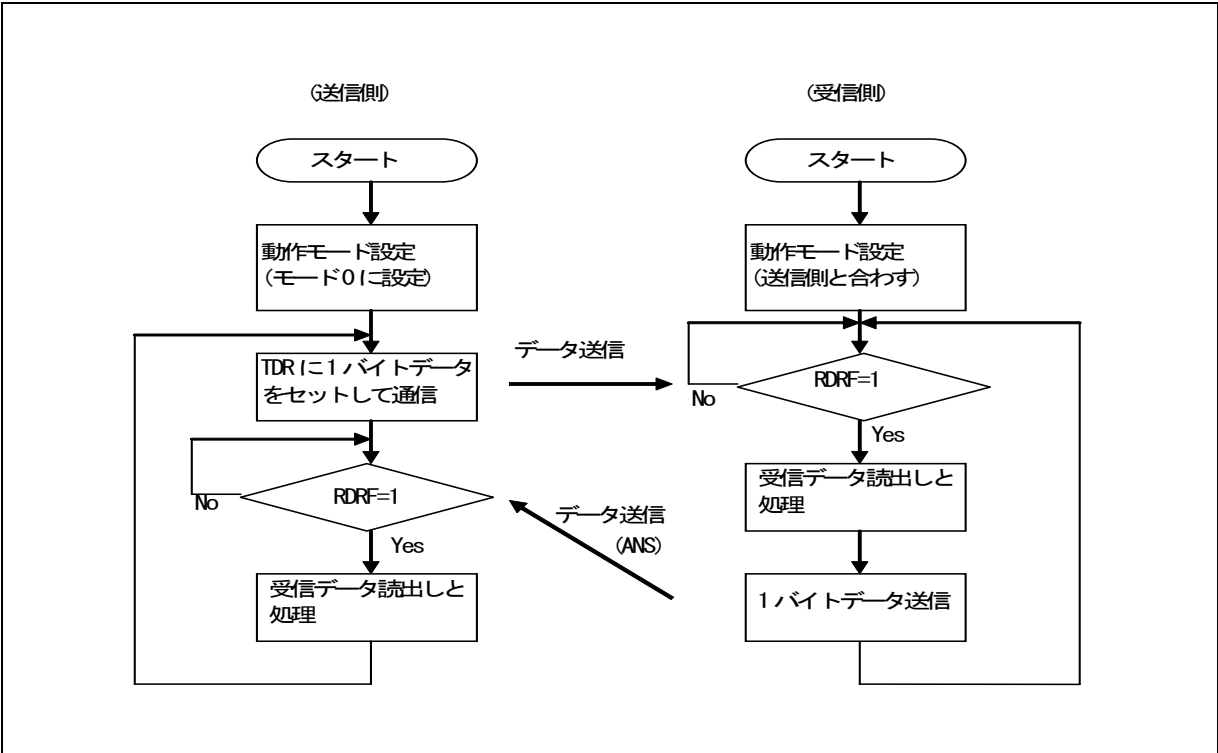 (送信側)
スタート
動作モード設定
(モード0に設定)
TDRに1バイトデータ
をセットして通信
RDRF=1
No
Yes
受信データ読出しと
処理
データ送信
データ送信
(ANS)
(受信側)
スタート
動作モード設定
(送信側と合わす)
RDRF=1
No
Yes
受信データ読出しと
処理
1バイトデータ送信